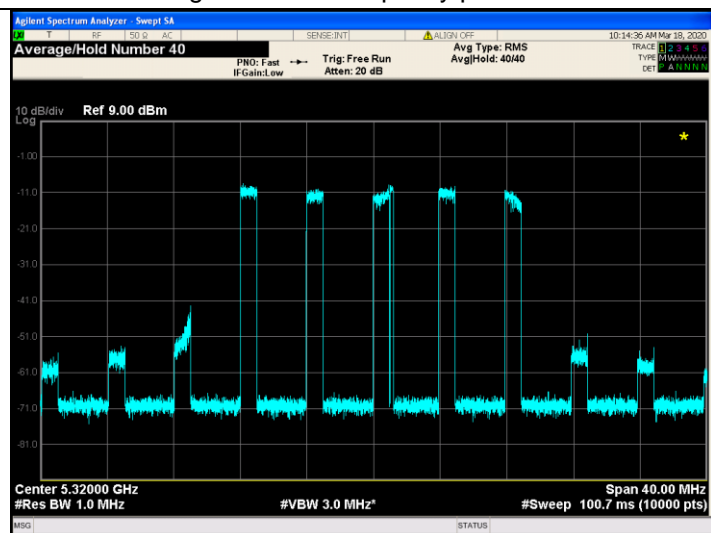 Agilent Spectrum Analyzer - Swept SA
T RF 50 Ω AC SENSE:INT ALIGN OFF 10:14:36 AM Mar 18, 2020
Average/Hold Number 40
PNO: Fast Trig: Free Run Avg Type: RMS TRACE 1 2 3 4 5 6
IFGain:Low Atten: 20 dB Avg|Hold: 40/40 TYPE MWWWWWW
DET P A N N N N
10 dB/div Ref 9.00 dBm
Log
-1.00
-11.0
-21.0
-31.0
-41.0
-51.0
-61.0
-71.0
-81.0
Center 5.32000 GHz Span 40.00 MHz
#Res BW 1.0 MHz #VBW 3.0 MHz* #Sweep 100.7 ms (10000 pts)
MSG STATUS